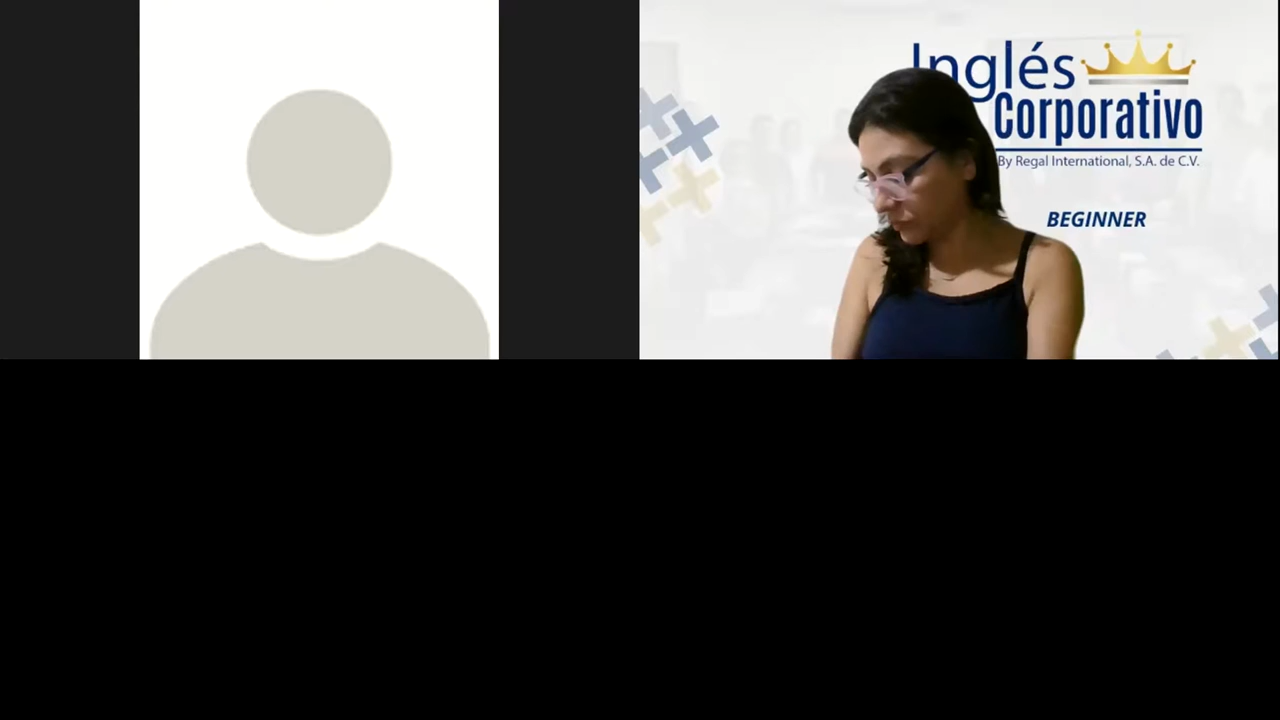 Inglés
Corporativo
By Regal International, S.A. de C.V.
BEGINNER